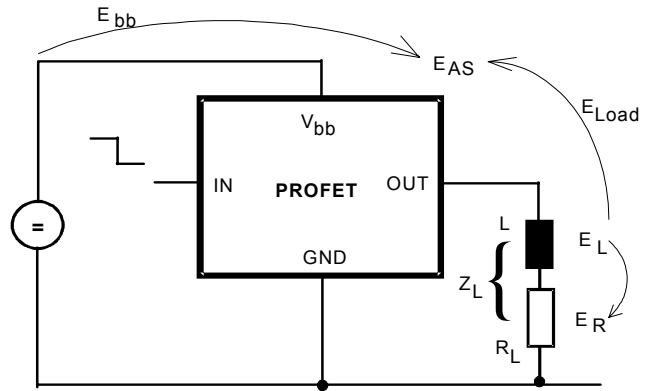 E bb
E AS
E Load
V bb
IN
PROFET
OUT
L
E L
GND
Z L
{
E R
R L
=